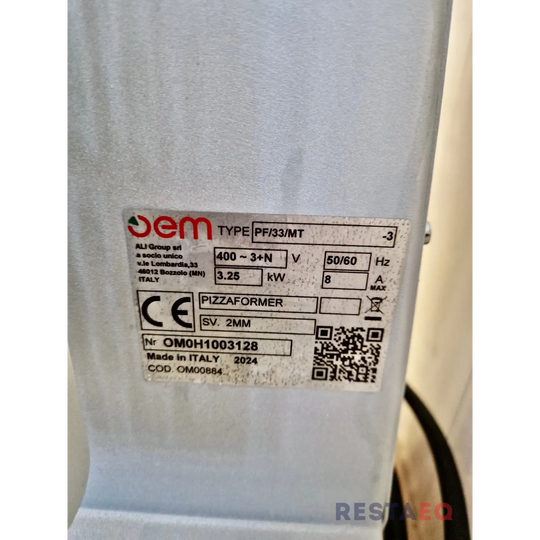 oem TYPE PF/33/MT -3
ALI Group srl
a socio unico
v.le Lombardia,33
46012 Bozzolo (MN)
ITALY
400 ~ 3+N V 50/60 Hz
3.25 kW 8 A MAX
CE PIZZAFORMER
SV. 2MM
Nr OM0H1003128
Made in ITALY 2024
COD. OM00884
RESTAEQ